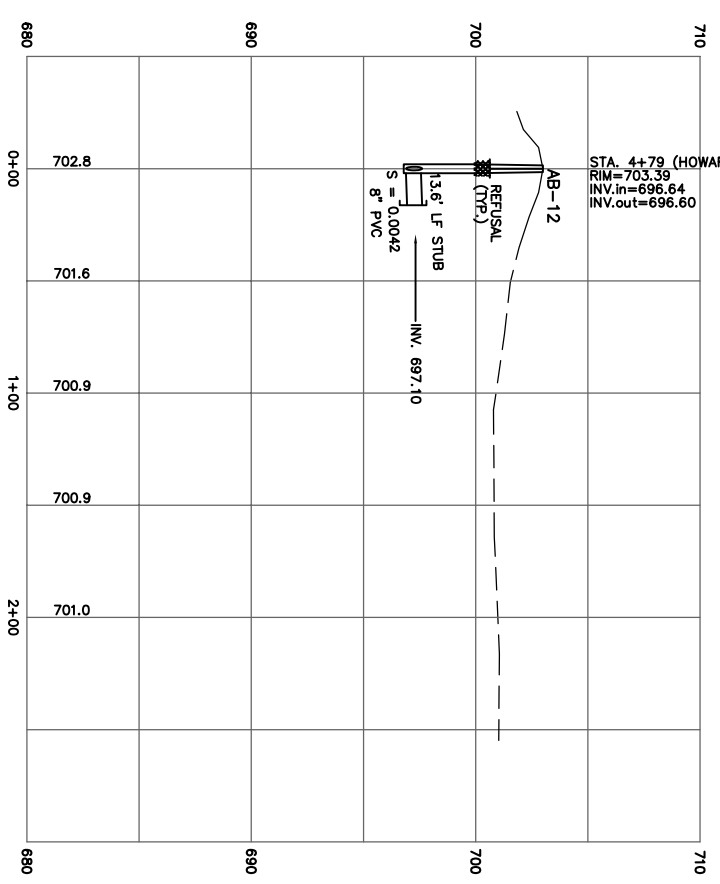 680
690
700
710
STA. 4+79 (HOWAR
RIM=703.39
INV.in=696.64
INV.out=696.60
AB-12
REFUSAL
(TYP.)
13.6' LF STUB
S = 0.0042
8" PVC
INV. 697.10
702.8
701.6
700.9
700.9
701.0
0+00
1+00
2+00
680
690
700
710